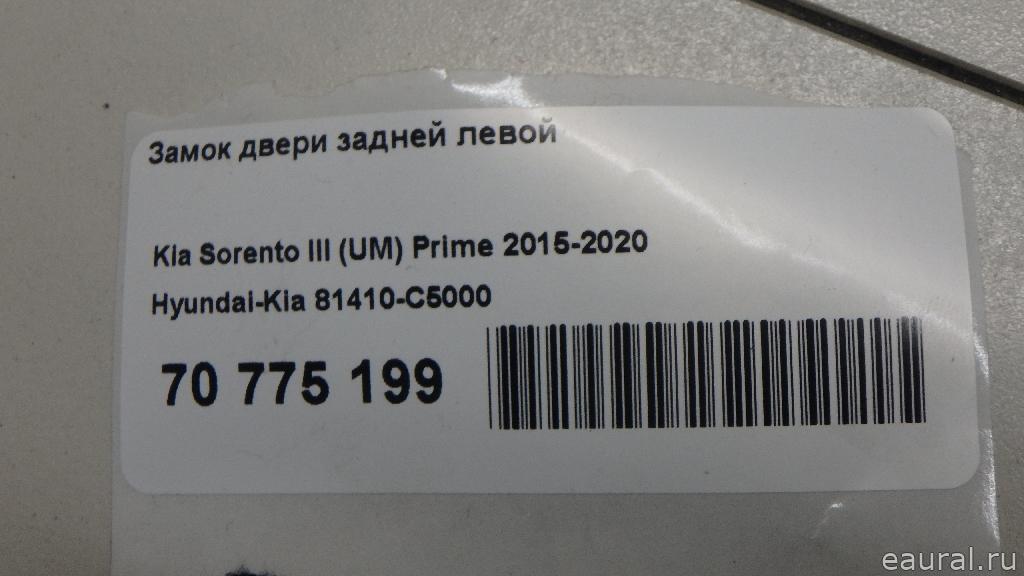 Замок двери задней левой
Kia Sorento III (UM) Prime 2015-2020
Hyundai-Kia 81410-C5000
70 775 199
eaural.ru